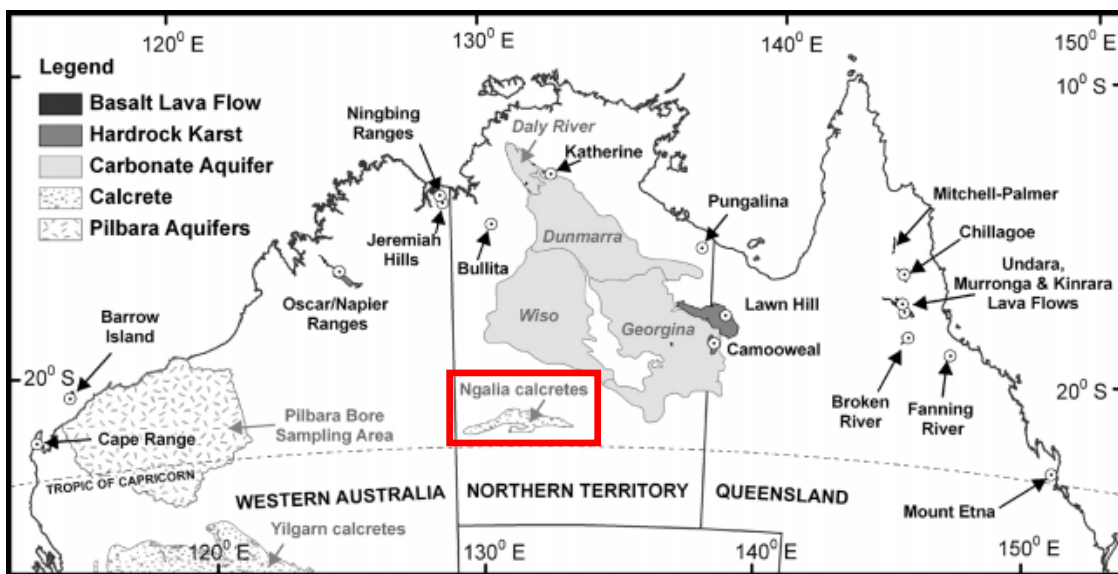 120° E
130° E
140° E
150° E
10° S
Legend
Basalt Lava Flow
Hardrock Karst
Carbonate Aquifer
Calcrete
Pilbara Aquifers
Ningbing
Ranges
Daly River
Katherine
Pungalina
Mitchell-Palmer
Chillagoe
Jeremiah
Hills
Bullita
Dunmarra
Undara,
Murronga & Kinrara
Lava Flows
Oscar/Napier
Ranges
Wiso
Georgina
Lawn Hill
Camooweal
Barrow
Island
20° S
Ngalia calcretes
20° S
Broken
River
Fanning
River
Pilbara Bore
Sampling Area
Cape Range
TROPIC OF CAPRICORN
WESTERN AUSTRALIA
NORTHERN TERRITORY
QUEENSLAND
Mount Etna
Yilgarn calcretes
120° E
130° E
140° E
150° E